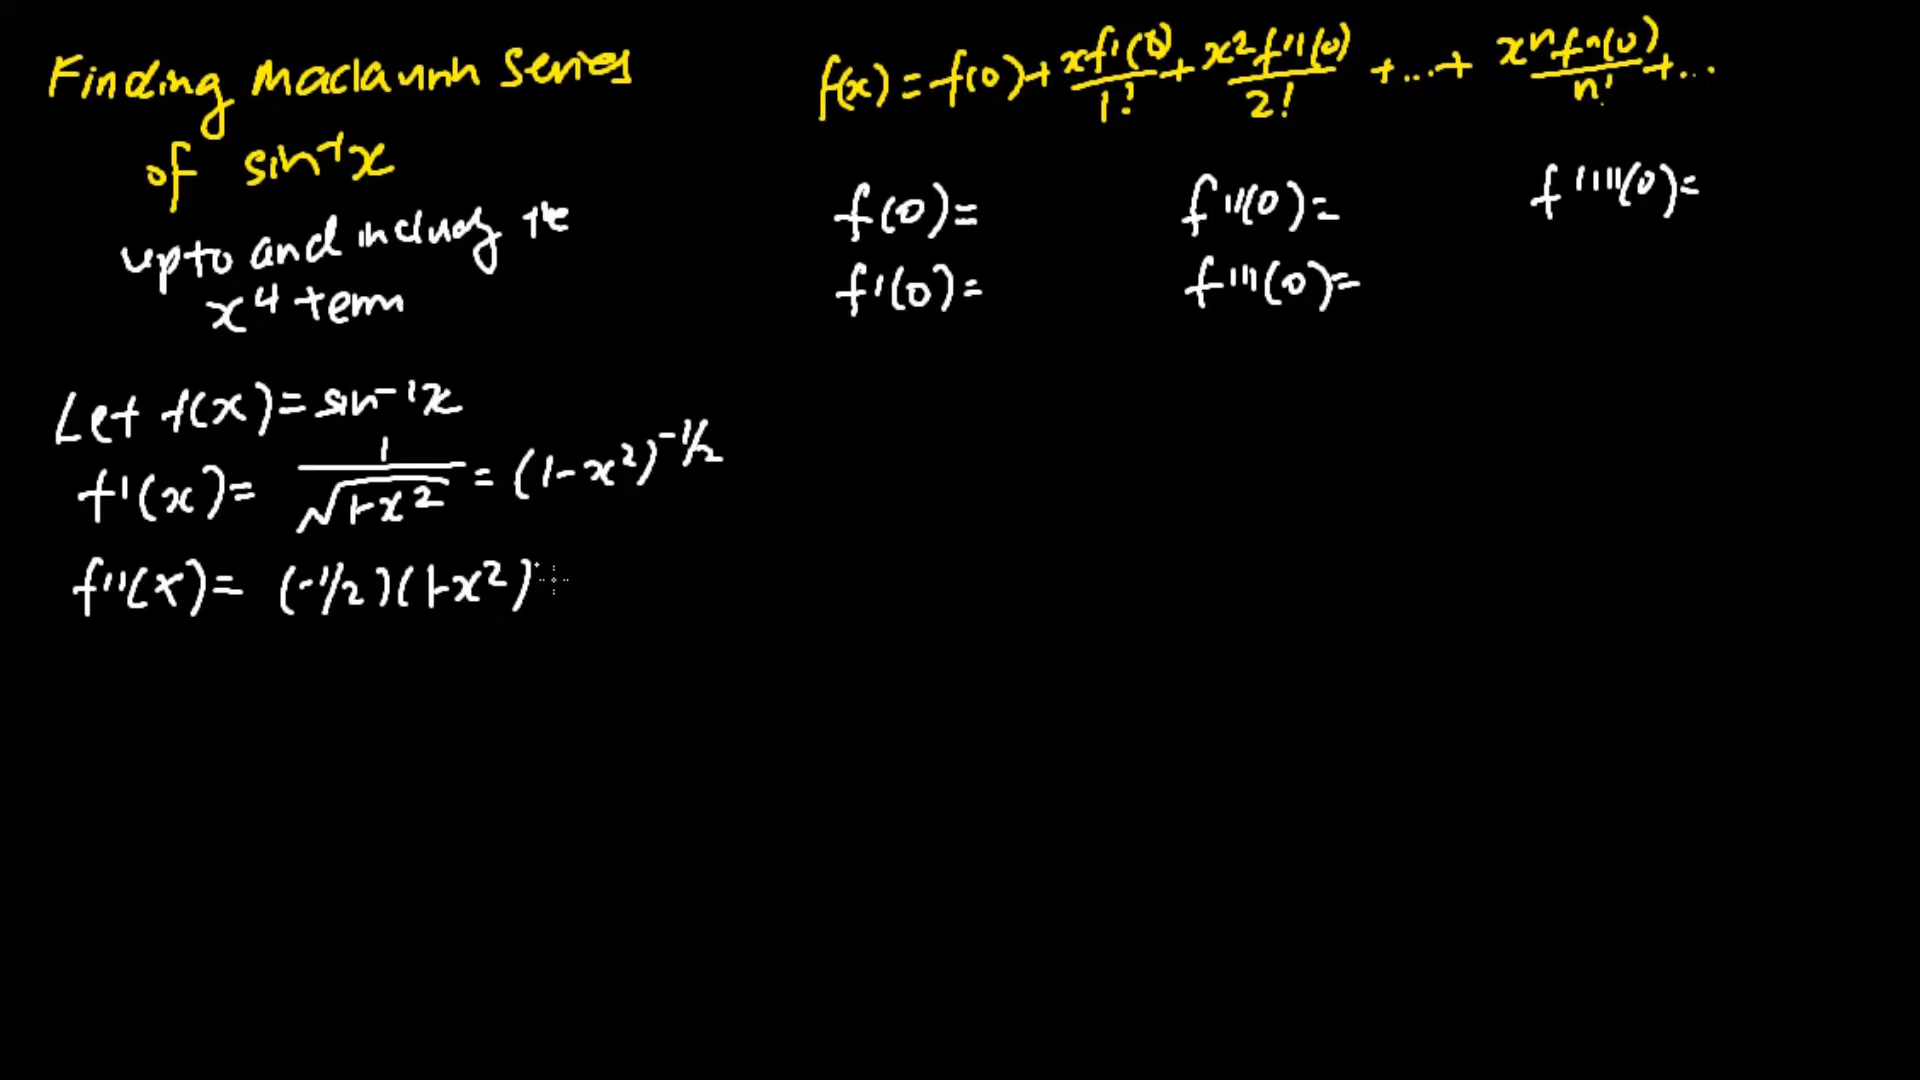 Finding Maclaurin Series
of sin⁻¹x
upto and includy the
x⁴ term
f(x) = f(0) + xf'(0)/1! + x²f''(0)/2! + ... + xⁿfⁿ(0)/n! + ...
f(0)=
f'(0)=
f''(0)=
f'''(0)=
f''''(0)=
Let f(x) = sin⁻¹x
f'(x) = 1/√1-x² = (1-x²)^-1/2
f''(x) = (-1/2)(1-x²)